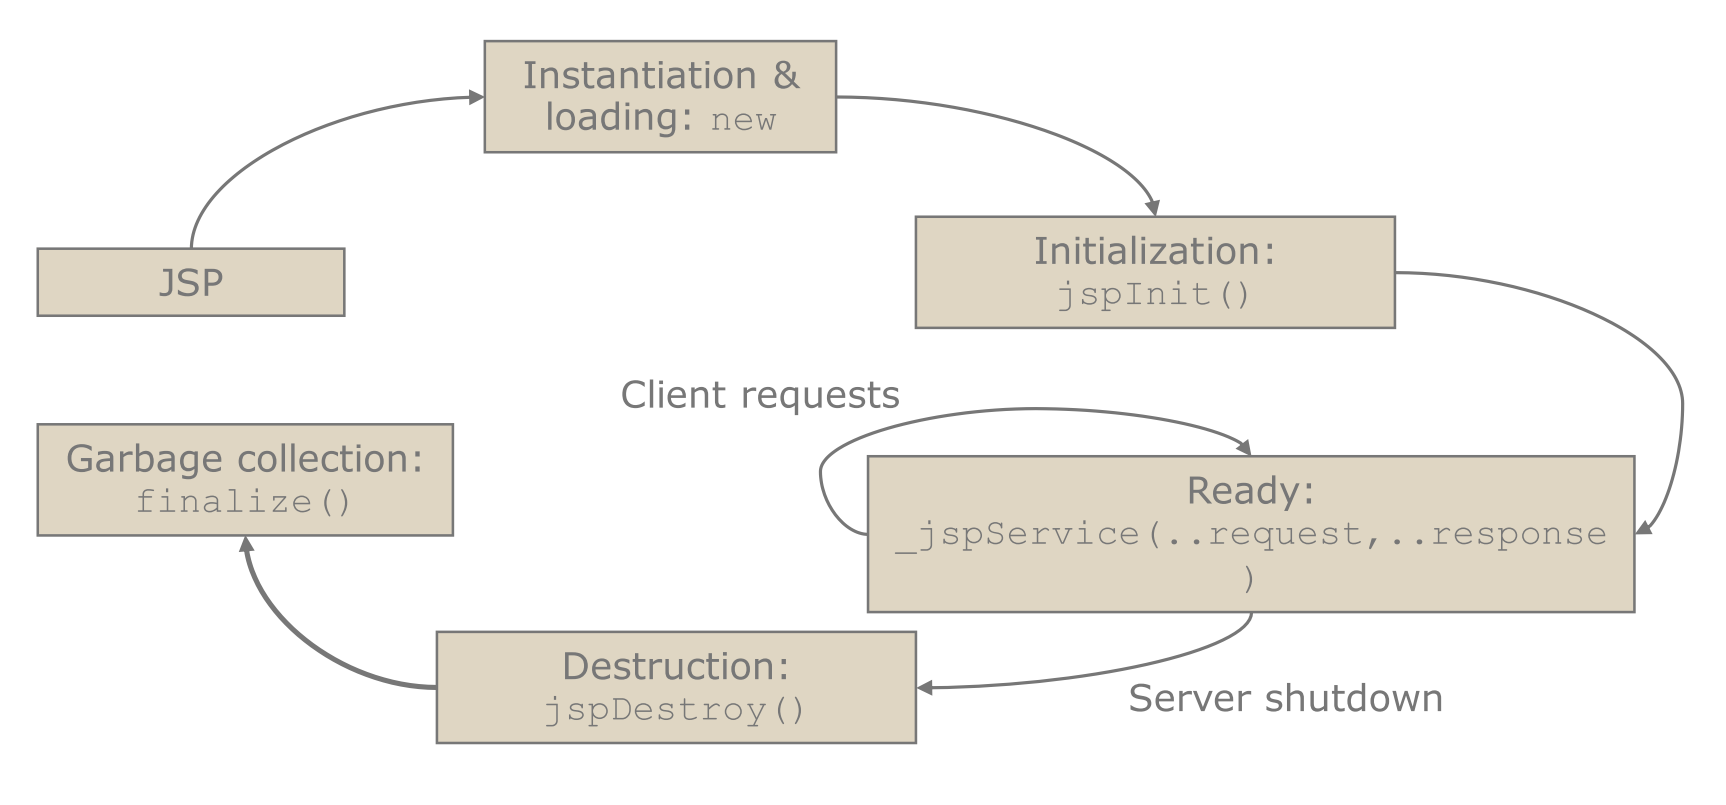 Instantiation &
loading: new
JSP
Initialization:
jspInit()
Client requests
Garbage collection:
finalize()
Ready:
_jspService(..request,..response
)
Destruction:
jspDestroy()
Server shutdown